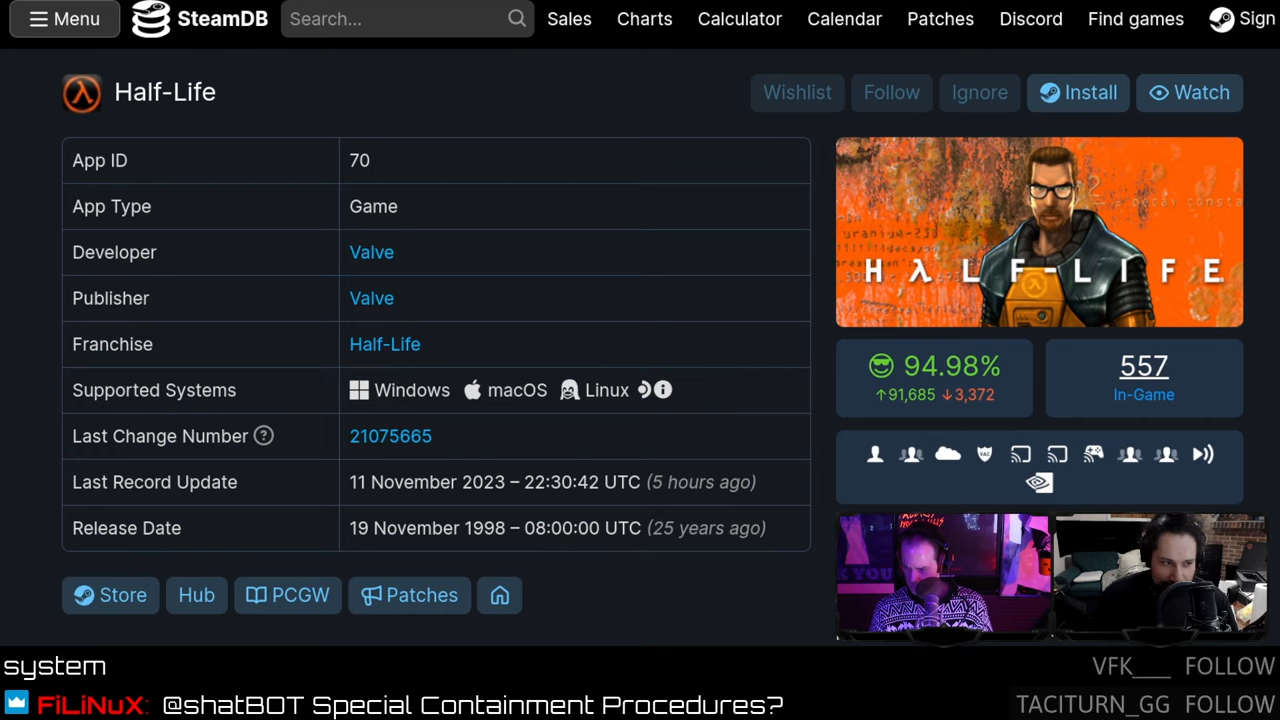 Menu SteamDB Search... Sales Charts Calculator Calendar Patches Discord Find games Sign
Half-Life Wishlist Follow Ignore Install Watch
App ID 70
App Type Game
Developer Valve
Publisher Valve
Franchise Half-Life
Supported Systems Windows macOS Linux
Last Change Number ? 21075665
Last Record Update 11 November 2023 – 22:30:42 UTC (5 hours ago)
Release Date 19 November 1998 – 08:00:00 UTC (25 years ago)
HλLF-LIFE
94.98% 557
↑91,685 ↓3,372 In-Game
Store Hub PCGW Patches
system
FiLiNuX: @shatBOT Special Containment Procedures?
VFK___ FOLLOW
TACITURN_GG FOLLOW